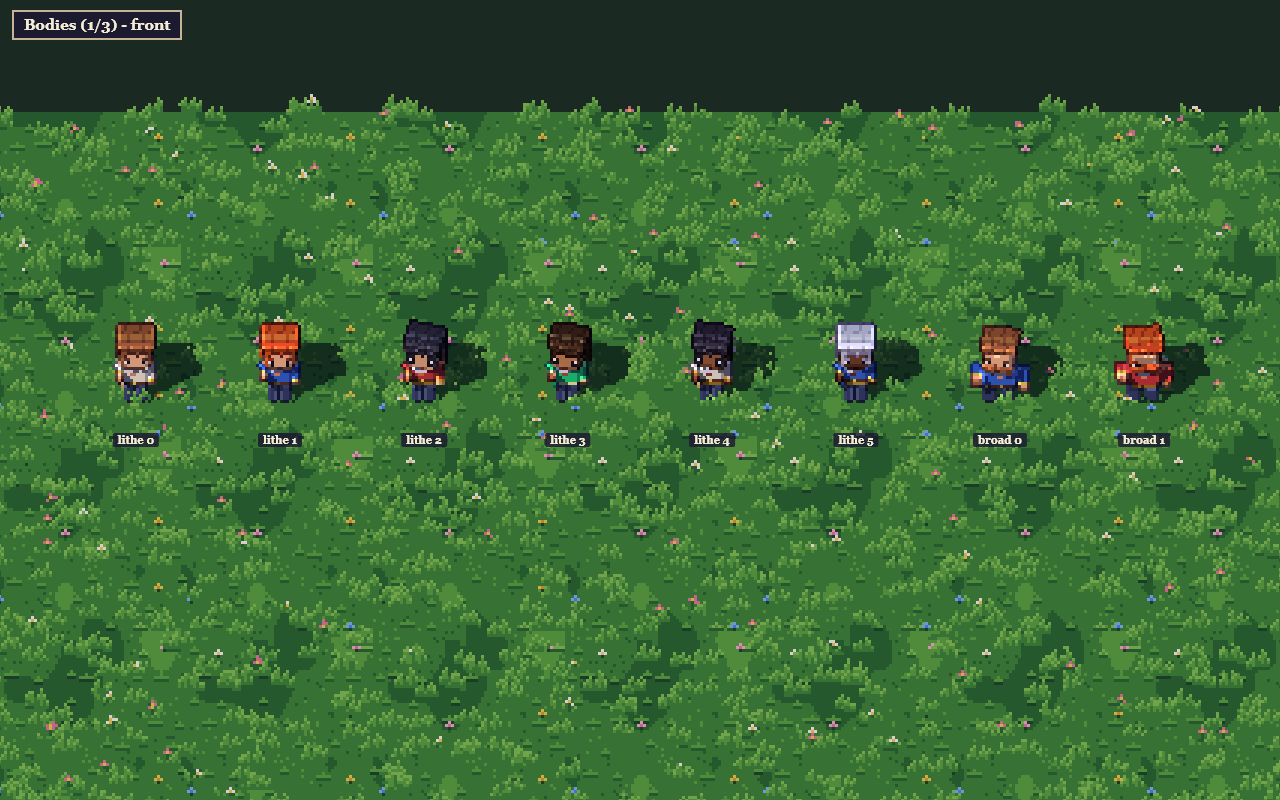 Bodies (1/3) - front
lithe 0
lithe 1
lithe 2
lithe 3
lithe 4
lithe 5
broad 0
broad 1